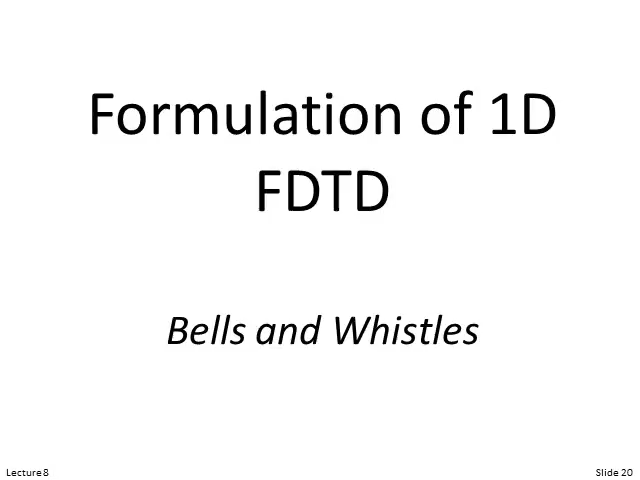 Formulation of 1D
FDTD
Bells and Whistles
Lecture 8
Slide 20